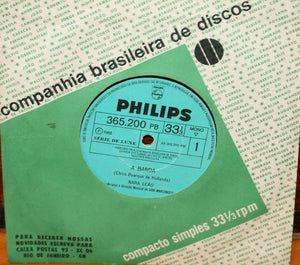 companhia brasileira de discos
PHILIPS
365.200 PB 33⅓
MONO
SÉRIE DE LUXE
1
A BANDA
(Chico Buarque de Hollanda)
NARA LEÃO
PARA RECEBER NOSSAS
NOVIDADES ESCREVA PARA
CAIXA POSTAL 95 - ZC 06
RIO DE JANEIRO - GB
compacto simples 33⅓ rpm